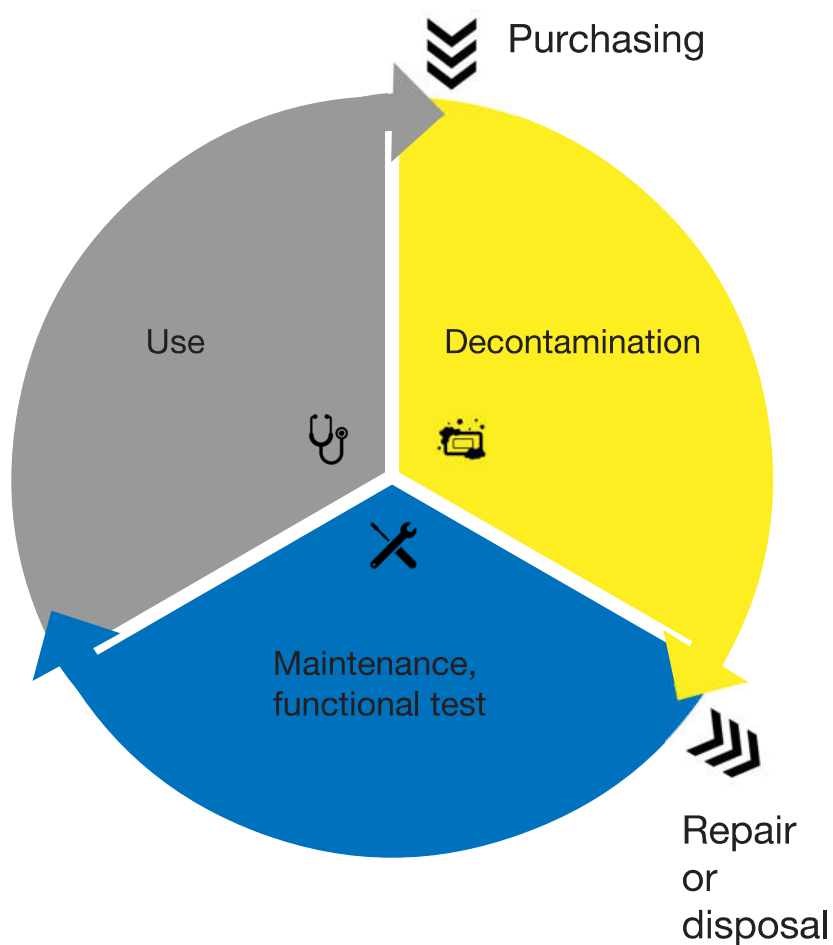 Purchasing
Use
Decontamination
Maintenance,
functional test
Repair
or
disposal